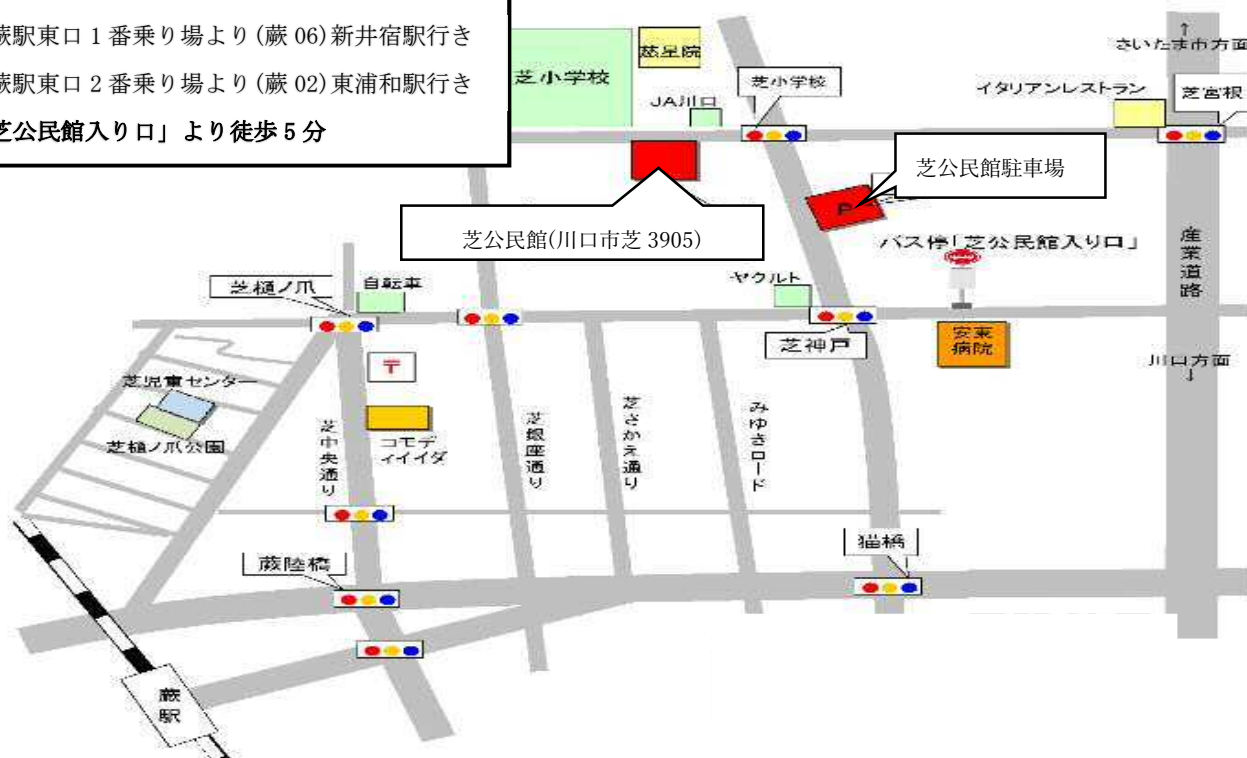 蕨駅東口 1 番乗り場より(蕨 06)新井宿駅行き
蕨駅東口 2 番乗り場より(蕨 02)東浦和駅行き
芝公民館入り口」より徒歩 5 分
芝小学校
慈星院
JA川口
芝小学校
イタリアンレストラン
↑
さいたま市方面
芝宮根
芝公民館駐車場
P
芝公民館(川口市芝 3905)
バス停「芝公民館入り口」
産業道路
芝樋ノ爪
自転車
ヤクルト
芝神戸
安東
病院
川口方面
↓
〒
芝児童センター
芝樋ノ爪公園
コモデ
ィイイダ
芝中央通り
芝銀座通り
芝さかえ通り
みゆきロード
蕨陸橋
猫橋
蕨
駅